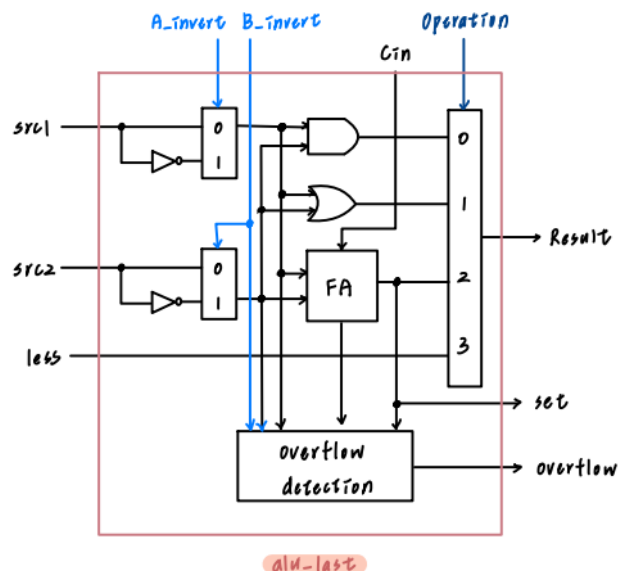 A_invert B_invert Operation
Cin
src1
0
1
0
1
Result
src2
0
1
FA
2
less
3
set
overflow
detection
overflow
alu_last